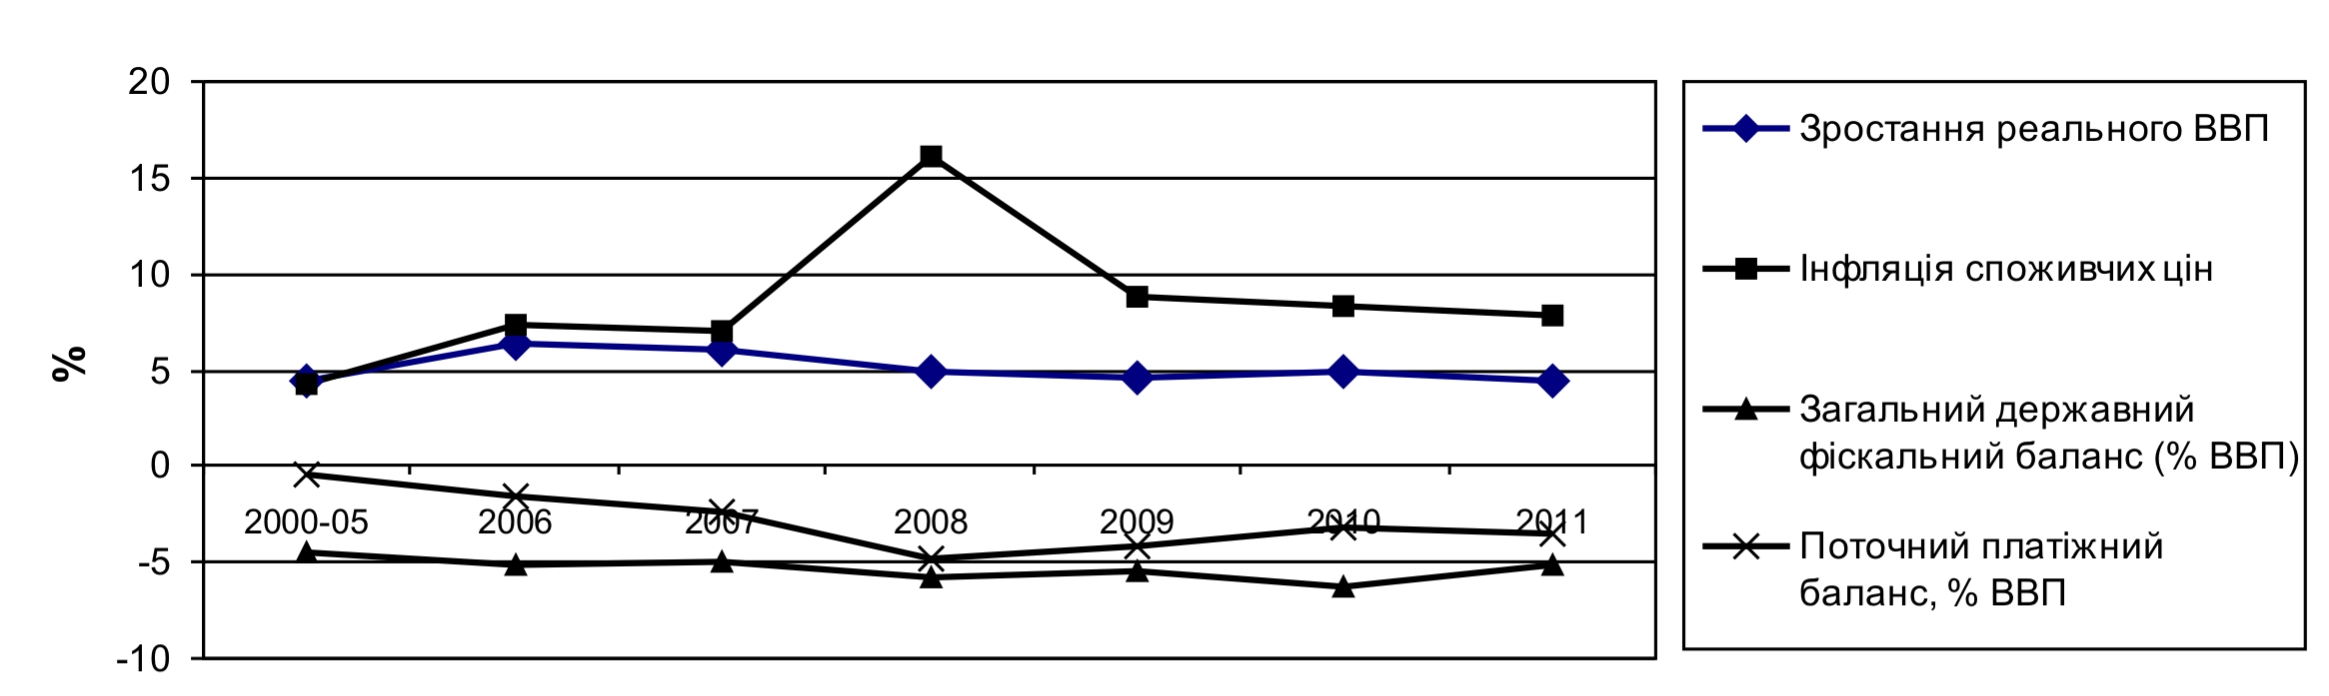 20
15
10
5
0
-5
-10
%
2000-05 2006 2007 2008 2009 2010 2011
Зростання реального ВВП
Інфляція споживчих цін
Загальний державний
фіскальний баланс (% ВВП)
Поточний платіжний
баланс, % ВВП